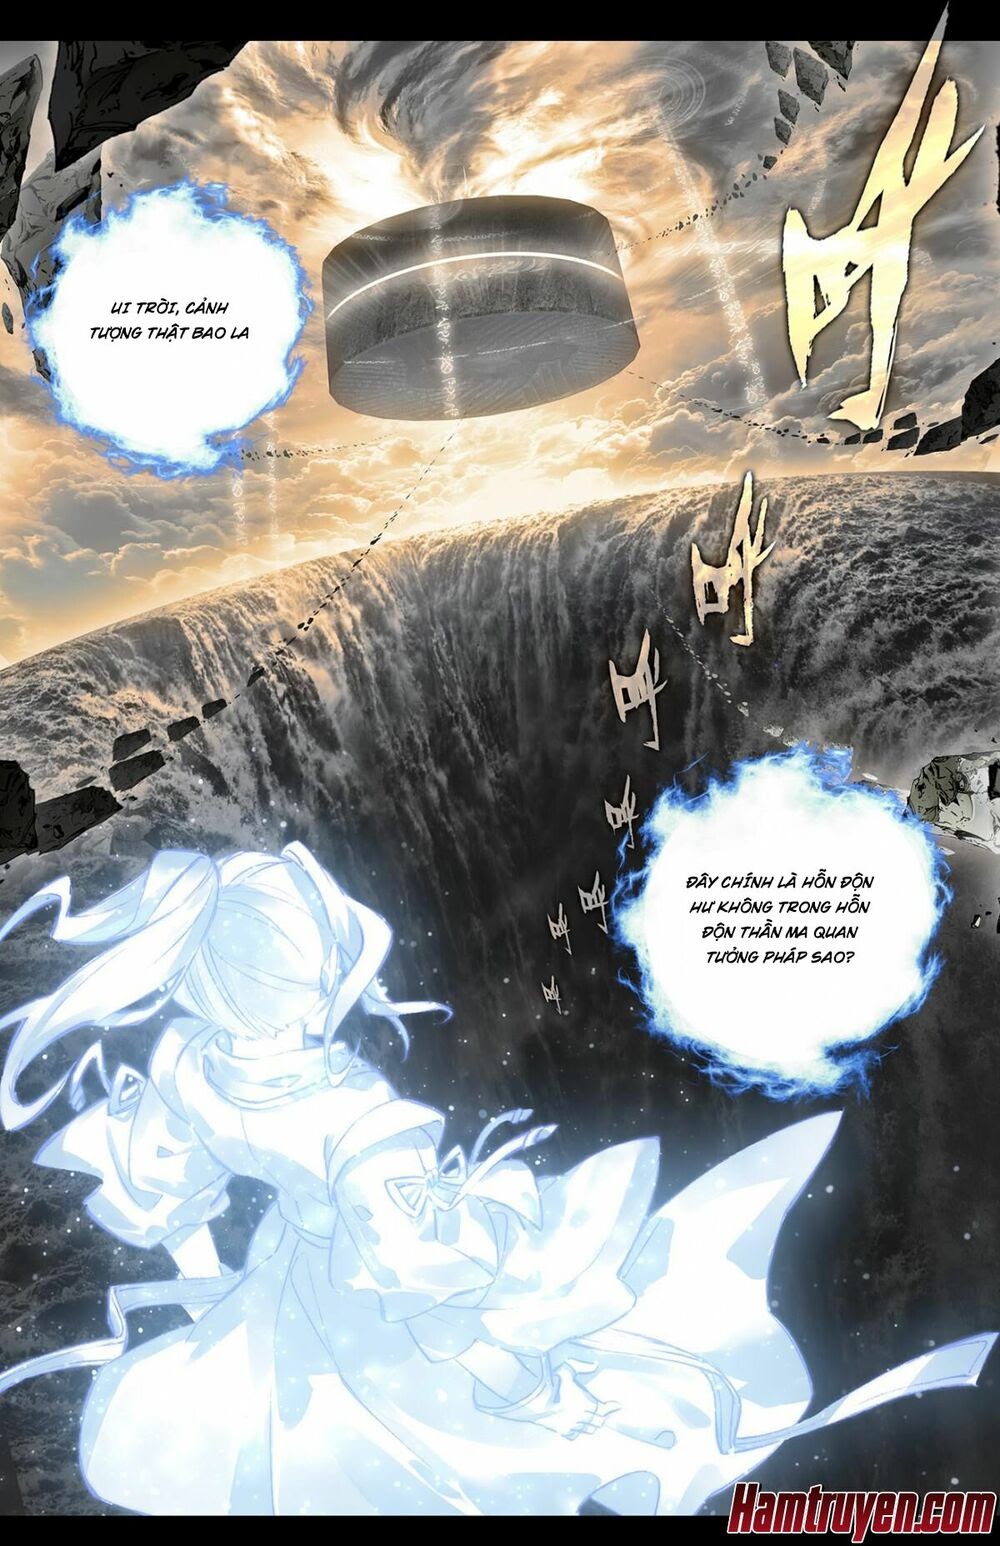 UI TRỜI, CẢNH
TƯỢNG THẬT BAO LA
ĐÂY CHÍNH LÀ HỖN ĐỘN
HƯ KHÔNG TRONG HỖN
ĐỘN THẦN MA QUAN
TƯỞNG PHÁP SAO?
Hamtruyen.com